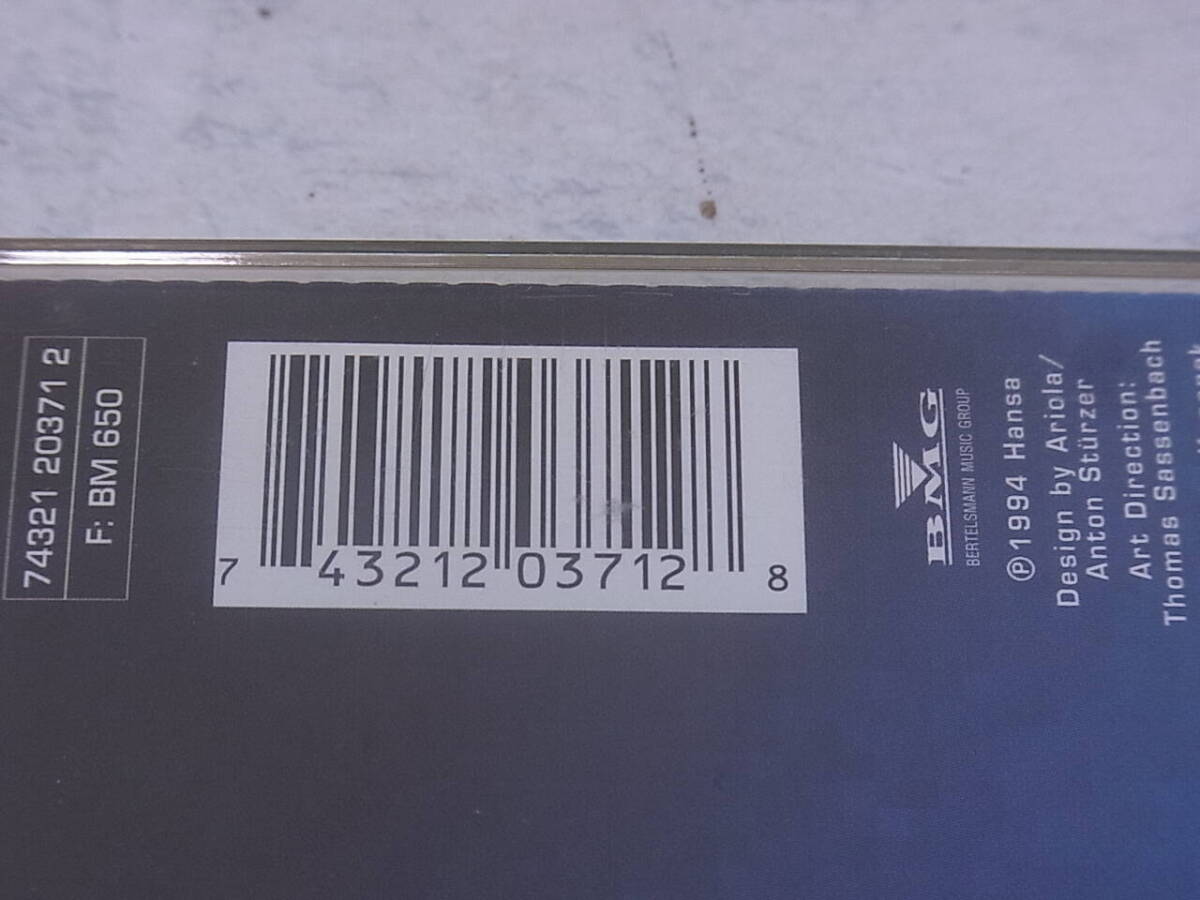 74321 20371 2
F: BM 650
7 43212 03712 8
BMG
BERTELSMANN MUSIC GROUP
℗1994 Hansa
Design by Ariola/
Anton Stürzer
Art Direction:
Thomas Sassenbach